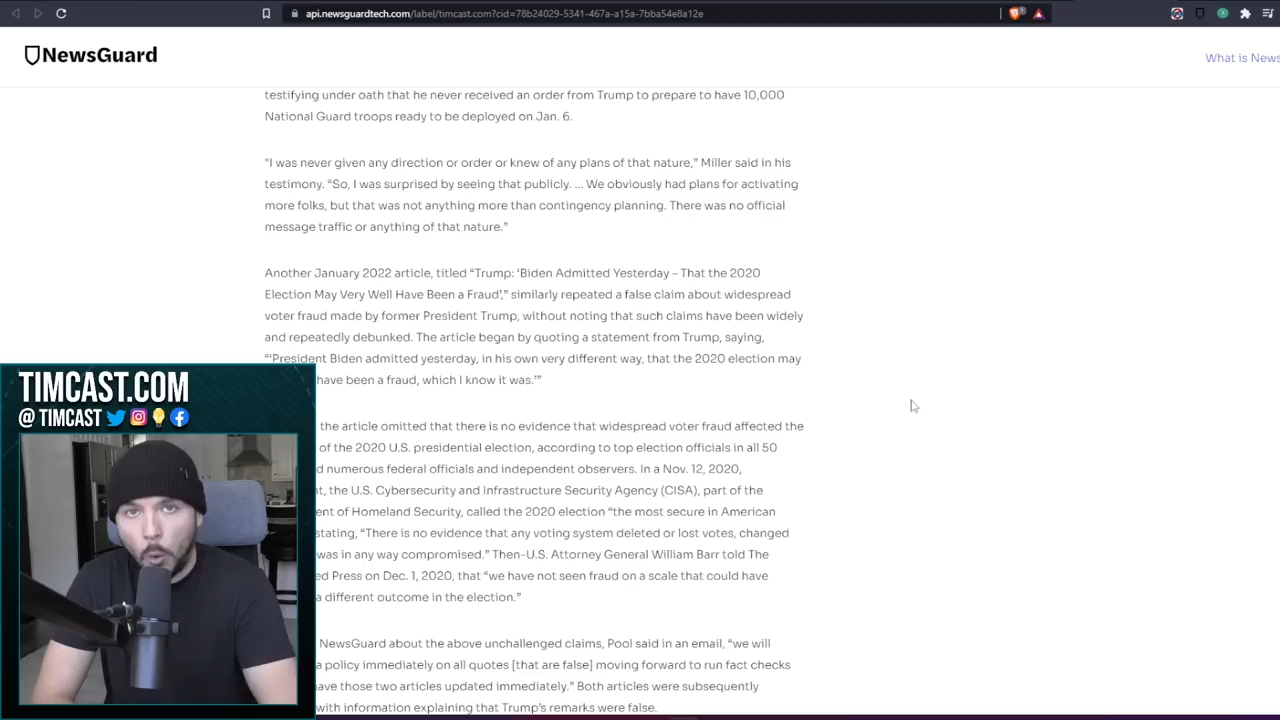 api.newsguardtech.com/label/timcast.com?cid=78b24029-5341-467a-a15a-7bba54e8a12e
NewsGuard
What is News
testifying under oath that he never received an order from Trump to prepare to have 10,000
National Guard troops ready to be deployed on Jan. 6.
“I was never given any direction or order or knew of any plans of that nature,” Miller said in his
testimony. “So, I was surprised by seeing that publicly. … We obviously had plans for activating
more folks, but that was not anything more than contingency planning. There was no official
message traffic or anything of that nature.”
Another January 2022 article, titled “Trump: ‘Biden Admitted Yesterday – That the 2020
Election May Very Well Have Been a Fraud’,” similarly repeated a false claim about widespread
voter fraud made by former President Trump, without noting that such claims have been widely
and repeatedly debunked. The article began by quoting a statement from Trump, saying,
“‘President Biden admitted yesterday, in his own very different way, that the 2020 election may
have been a fraud, which I know it was.’”
the article omitted that there is no evidence that widespread voter fraud affected the
of the 2020 U.S. presidential election, according to top election officials in all 50
d numerous federal officials and independent observers. In a Nov. 12, 2020,
nt, the U.S. Cybersecurity and Infrastructure Security Agency (CISA), part of the
ent of Homeland Security, called the 2020 election “the most secure in American
stating, “There is no evidence that any voting system deleted or lost votes, changed
was in any way compromised.” Then-U.S. Attorney General William Barr told The
ed Press on Dec. 1, 2020, that “we have not seen fraud on a scale that could have
a different outcome in the election.”
NewsGuard about the above unchallenged claims, Pool said in an email, “we will
a policy immediately on all quotes [that are false] moving forward to run fact checks
ave those two articles updated immediately.” Both articles were subsequently
with information explaining that Trump’s remarks were false.
TIMCAST.COM
@ TIMCAST